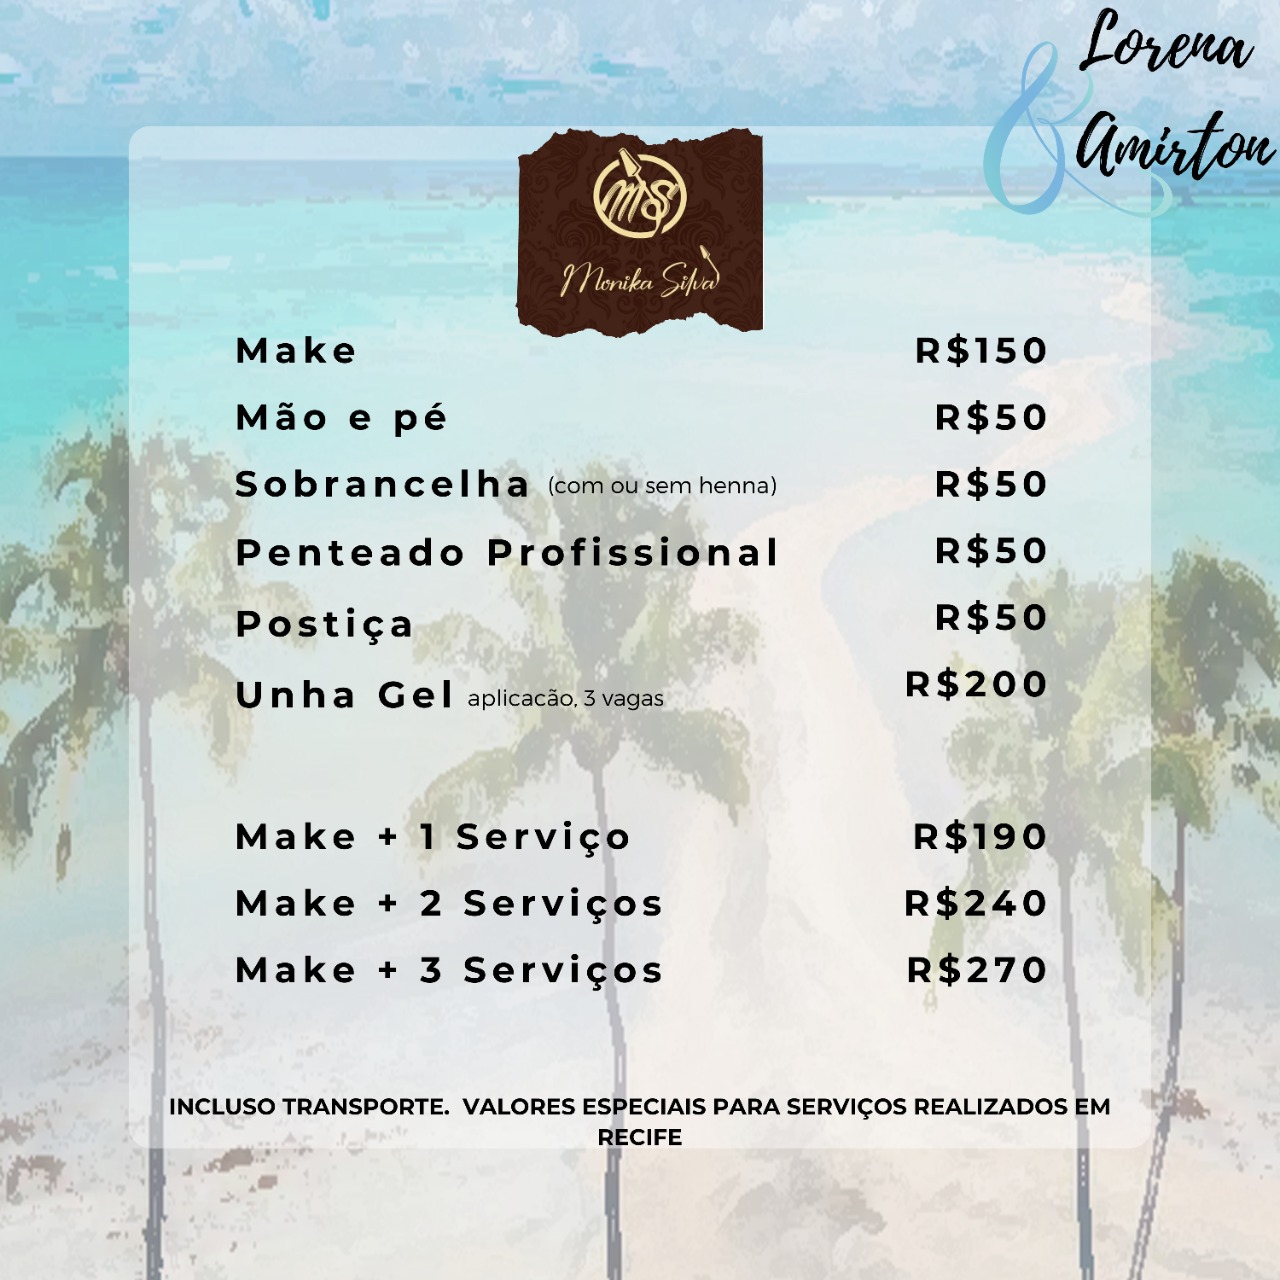 Lorena
&
Amirton
MS
Monika Silva
Make R$150
Mão e pé R$50
Sobrancelha (com ou sem henna) R$50
Penteado Profissional R$50
Postiça R$50
Unha Gel aplicacão, 3 vagas R$200
Make + 1 Serviço R$190
Make + 2 Serviços R$240
Make + 3 Serviços R$270
INCLUSO TRANSPORTE. VALORES ESPECIAIS PARA SERVIÇOS REALIZADOS EM
RECIFE